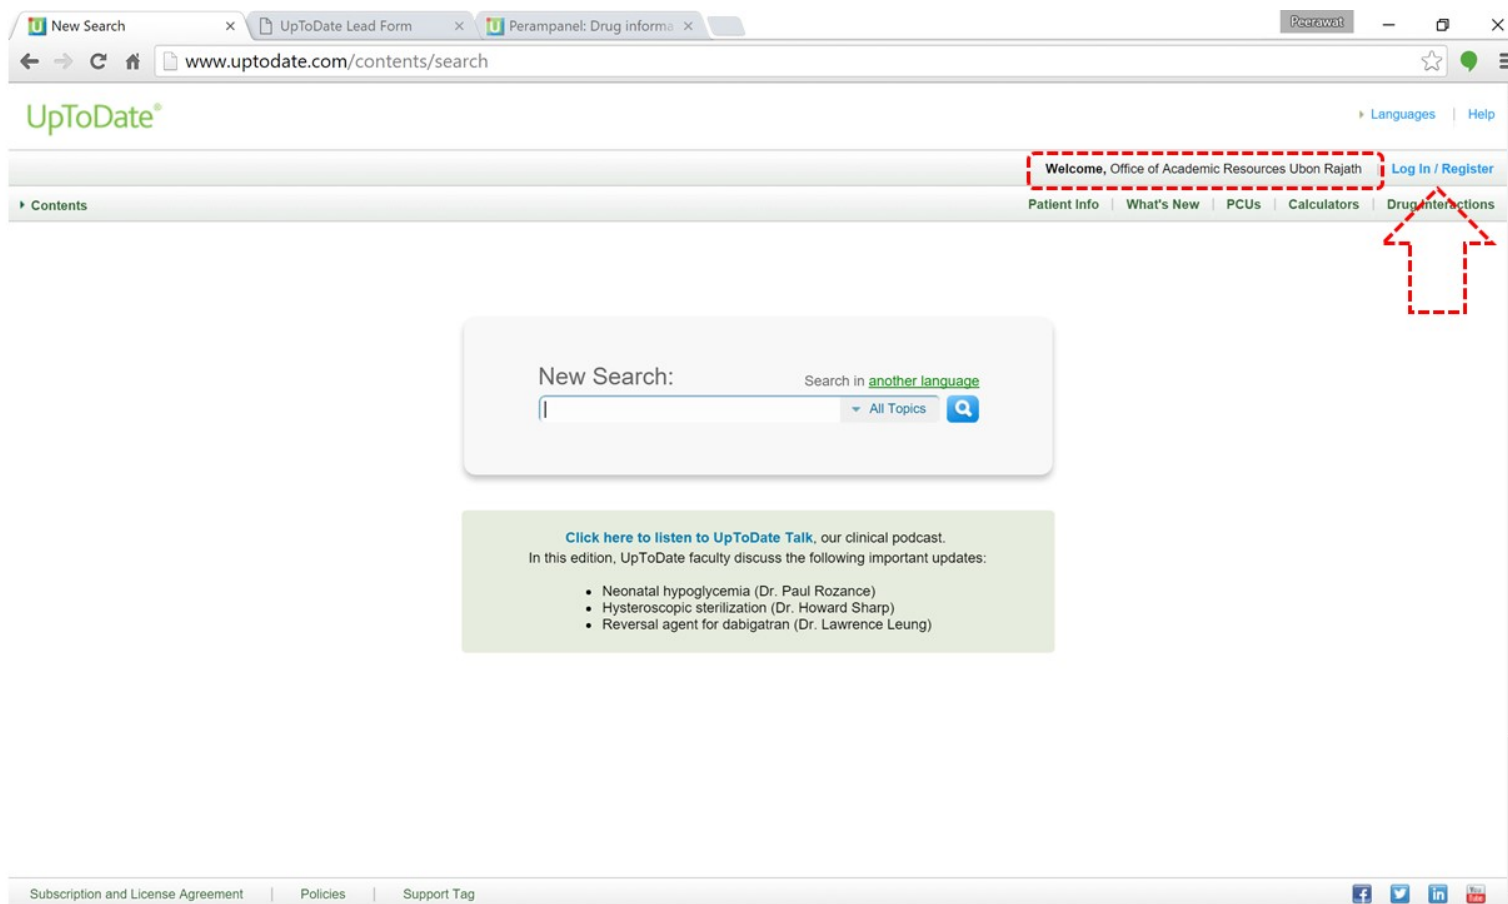 New Search
UpToDate Lead Form
Perampanel: Drug informa
Peerawat
www.uptodate.com/contents/search
UpToDate®
Languages | Help
Welcome, Office of Academic Resources Ubon Rajath | Log In / Register
Contents
Patient Info | What's New | PCUs | Calculators | Drug Interactions
New Search:
Search in another language
All Topics
Click here to listen to UpToDate Talk, our clinical podcast.
In this edition, UpToDate faculty discuss the following important updates:
• Neonatal hypoglycemia (Dr. Paul Rozance)
• Hysteroscopic sterilization (Dr. Howard Sharp)
• Reversal agent for dabigatran (Dr. Lawrence Leung)
Subscription and License Agreement | Policies | Support Tag
f in You Tube